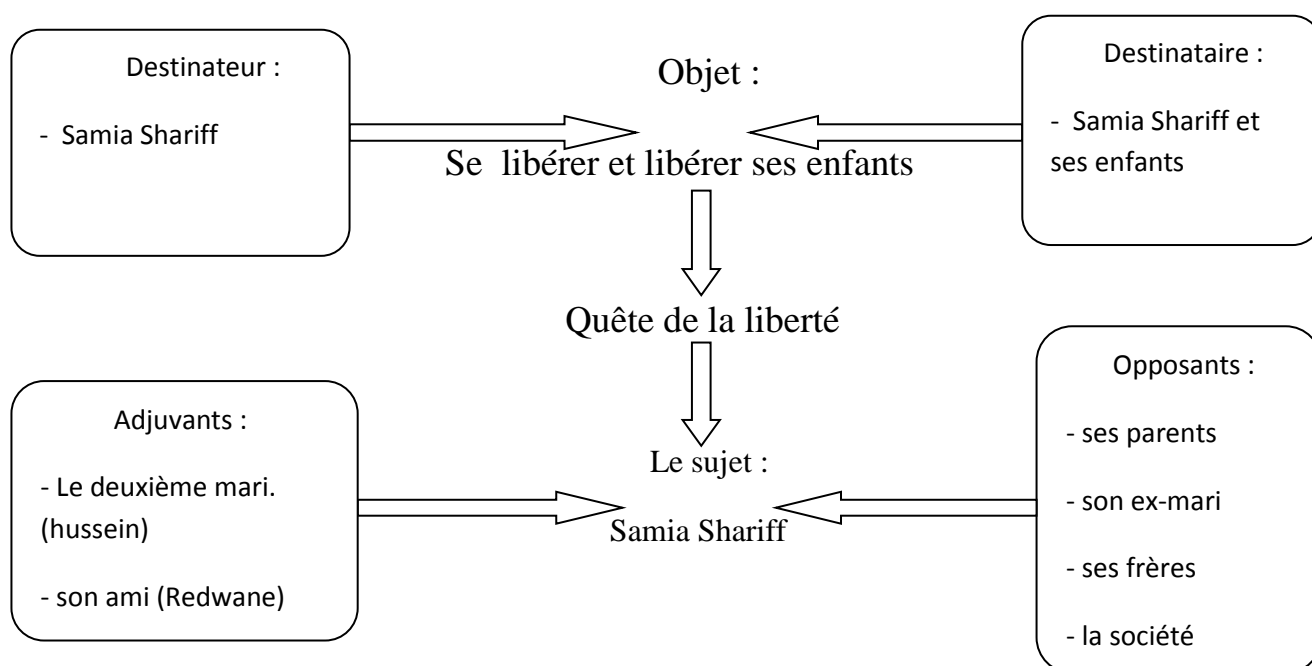 Destinateur :
- Samia Shariff
Objet :
Se libérer et libérer ses enfants
Destinataire :
- Samia Shariff et
ses enfants
Quête de la liberté
Adjuvants :
- Le deuxième mari.
(hussein)
- son ami (Redwane)
Le sujet :
Samia Shariff
Opposants :
- ses parents
- son ex-mari
- ses frères
- la société